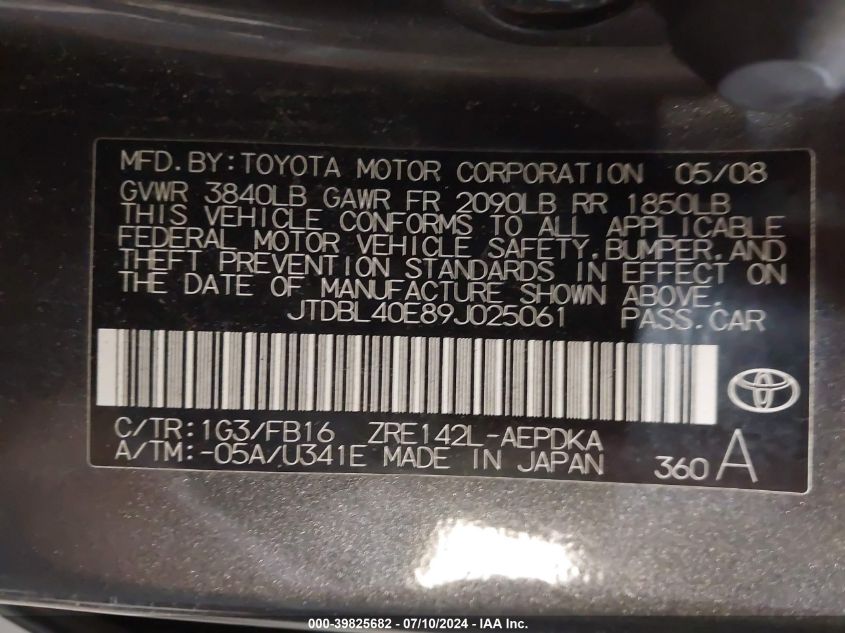 MFD.BY:TOYOTA MOTOR CORPORATION 05/08
GVWR 3840LB GAWR FR 2090LB RR 1850LB
THIS VEHICLE CONFORMS TO ALL APPLICABLE
FEDERAL MOTOR VEHICLE SAFETY,BUMPER,AND
THEFT PREVENTION STANDARDS IN EFFECT ON
THE DATE OF MANUFACTURE SHOWN ABOVE.
JTDBL40E89J025061 PASS.CAR
C/TR:1G3/FB16 ZRE142L-AEPDKA
A/TM:-05A/U341E MADE IN JAPAN 360 A
000-39825682 - 07/10/2024 - IAA Inc.